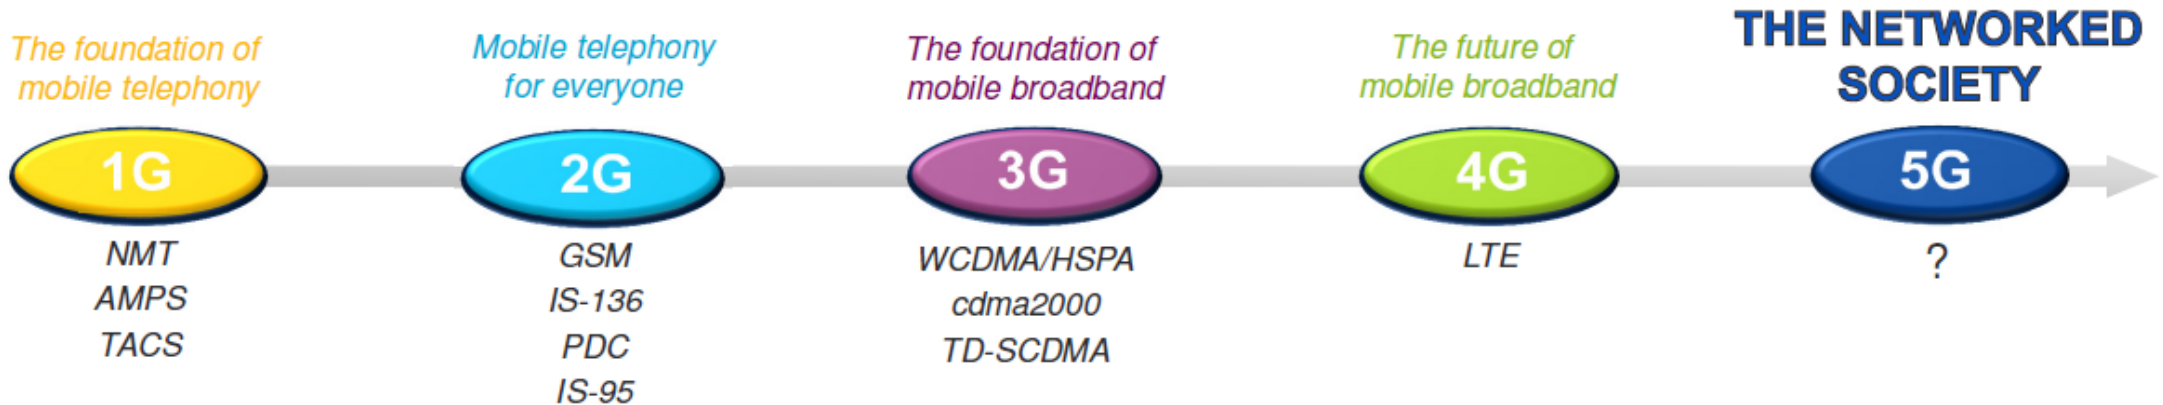 The foundation of
mobile telephony
1G
NMT
AMPS
TACS
Mobile telephony
for everyone
2G
GSM
IS-136
PDC
IS-95
The foundation of
mobile broadband
3G
WCDMA/HSPA
cdma2000
TD-SCDMA
The future of
mobile broadband
4G
LTE
THE NETWORKED
SOCIETY
5G
?